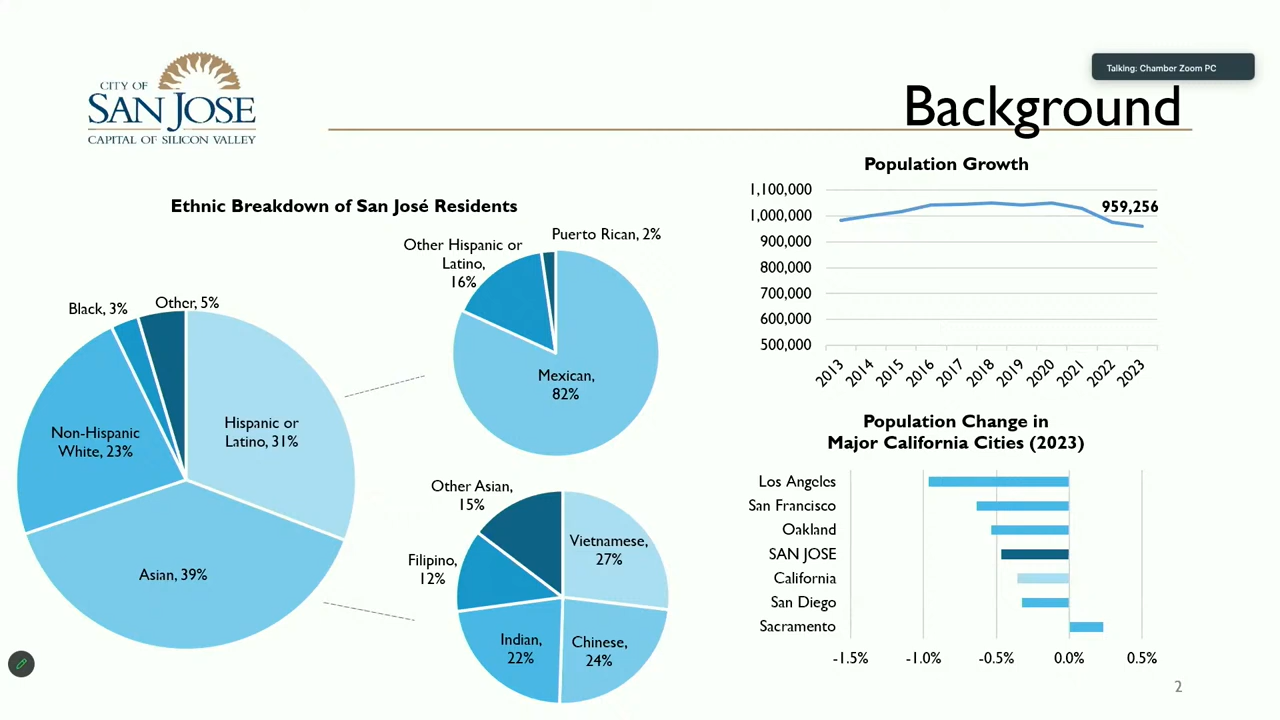 CITY OF
SAN JOSE
CAPITAL OF SILICON VALLEY
Talking: Chamber Zoom PC
Background
Ethnic Breakdown of San José Residents
Black, 3%
Other, 5%
Non-Hispanic
White, 23%
Hispanic or
Latino, 31%
Asian, 39%
Other Hispanic or
Latino,
16%
Puerto Rican, 2%
Mexican,
82%
Other Asian,
15%
Vietnamese,
27%
Filipino,
12%
Indian,
22%
Chinese,
24%
Population Growth
1,100,000
1,000,000
900,000
800,000
700,000
600,000
500,000
959,256
2013 2014 2015 2016 2017 2018 2019 2020 2021 2022 2023
Population Change in
Major California Cities (2023)
Los Angeles
San Francisco
Oakland
SAN JOSE
California
San Diego
Sacramento
-1.5% -1.0% -0.5% 0.0% 0.5%
2